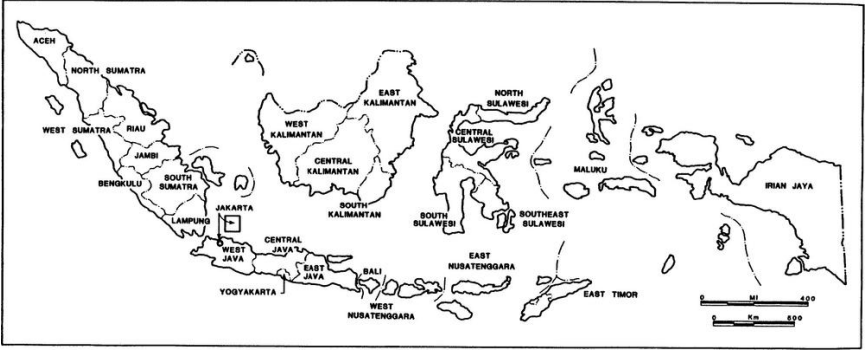 ACEH
NORTH SUMATRA
WEST SUMATRA
RIAU
JAMBI
BENGKULU
SOUTH
SUMATRA
LAMPUNG
JAKARTA
WEST
JAVA
CENTRAL
JAVA
YOGYAKARTA
EAST
JAVA
BALI
WEST
NUSATENGGARA
EAST
NUSATENGGARA
EAST TIMOR
WEST
KALIMANTAN
CENTRAL
KALIMANTAN
EAST
KALIMANTAN
SOUTH
KALIMANTAN
NORTH
SULAWESI
CENTRAL
SULAWESI
SOUTH
SULAWESI
SOUTHEAST
SULAWESI
MALUKU
IRIAN JAYA
0 MI 400
0 Km 600